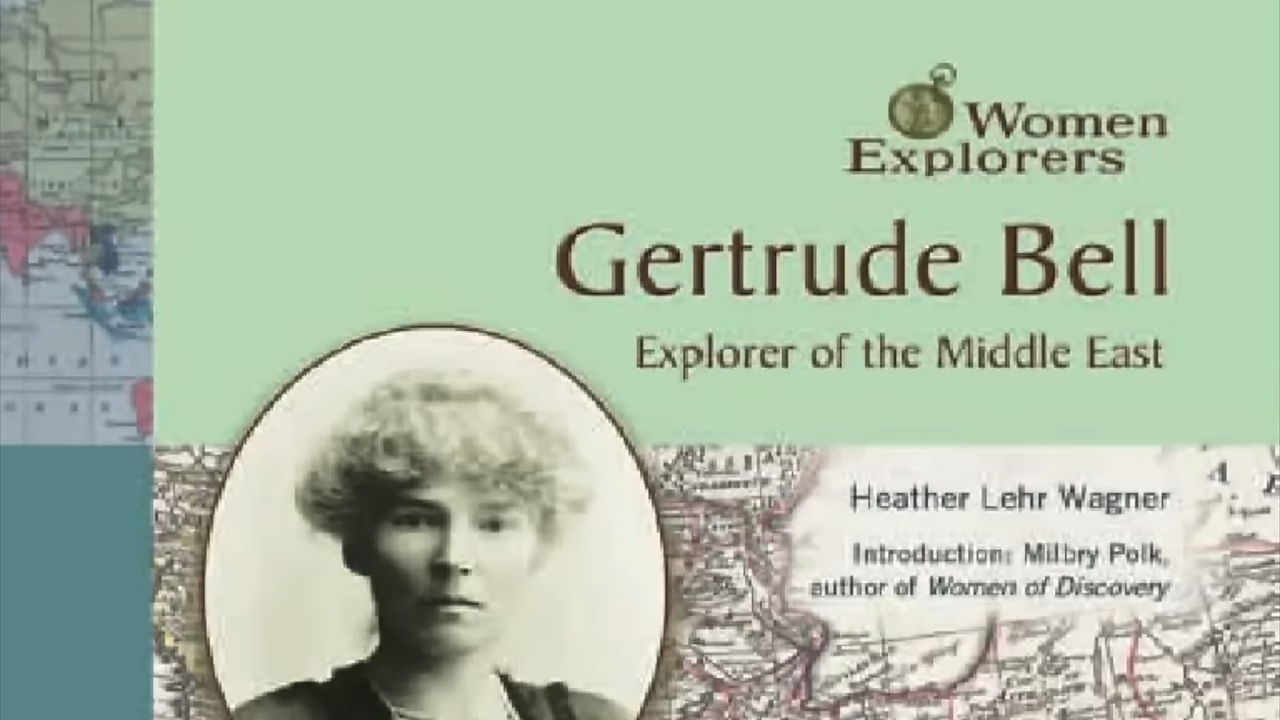 Women
Explorers
Gertrude Bell
Explorer of the Middle East
Heather Lehr Wagner
Introduction: Milbry Polk,
author of Women of Discovery